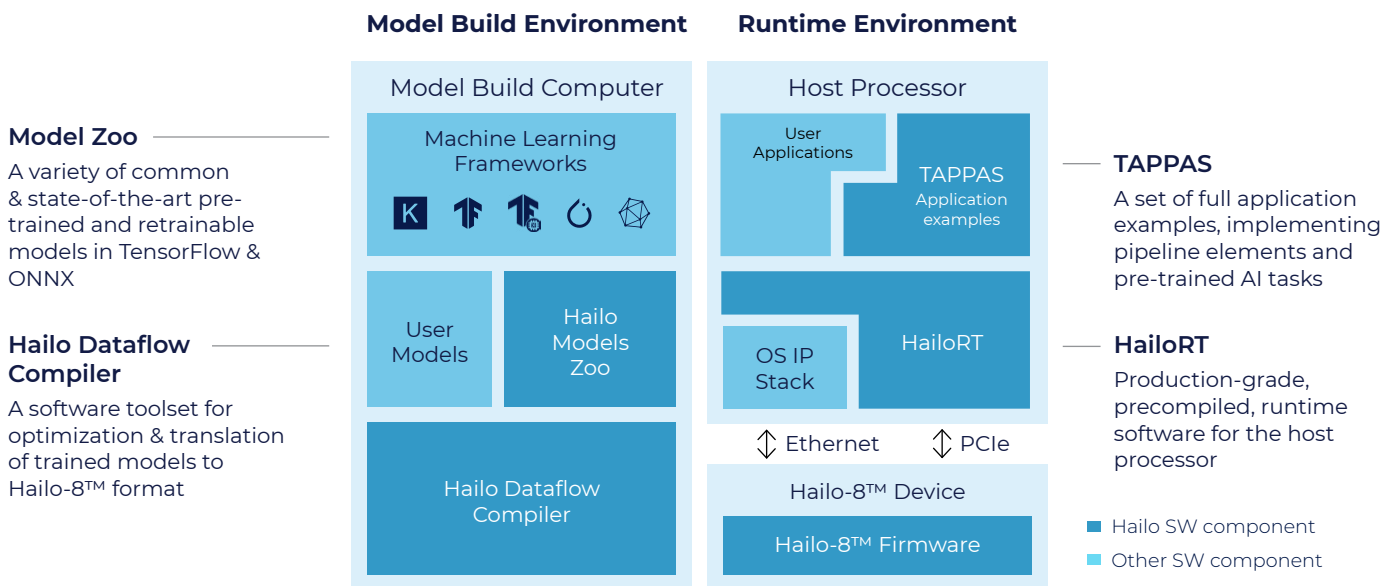 Model Build Environment
Runtime Environment
Model Zoo
A variety of common
& state-of-the-art pre-
trained and retrainable
models in TensorFlow &
ONNX
Hailo Dataflow
Compiler
A software toolset for
optimization & translation
of trained models to
Hailo-8™ format
Model Build Computer
Machine Learning
Frameworks
K
User
Models
Hailo
Models
Zoo
Hailo Dataflow
Compiler
Host Processor
User
Applications
TAPPAS
Application
examples
HailoRT
OS IP
Stack
Ethernet
PCIe
Hailo-8™ Device
Hailo-8™ Firmware
TAPPAS
A set of full application
examples, implementing
pipeline elements and
pre-trained AI tasks
HailoRT
Production-grade,
precompiled, runtime
software for the host
processor
Hailo SW component
Other SW component